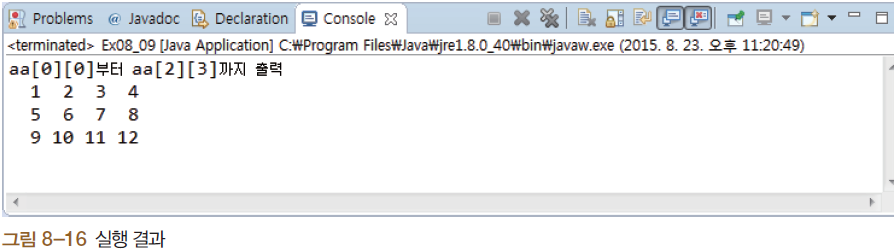 Problems @ Javadoc Declaration Console
<terminated> Ex08_09 [Java Application] C:₩Program Files₩Java₩jre1.8.0_40₩bin₩javaw.exe (2015. 8. 23. 오후 11:20:49)
aa[0][0]부터 aa[2][3]까지 출력
1 2 3 4
5 6 7 8
9 10 11 12
그림 8-16 실행 결과